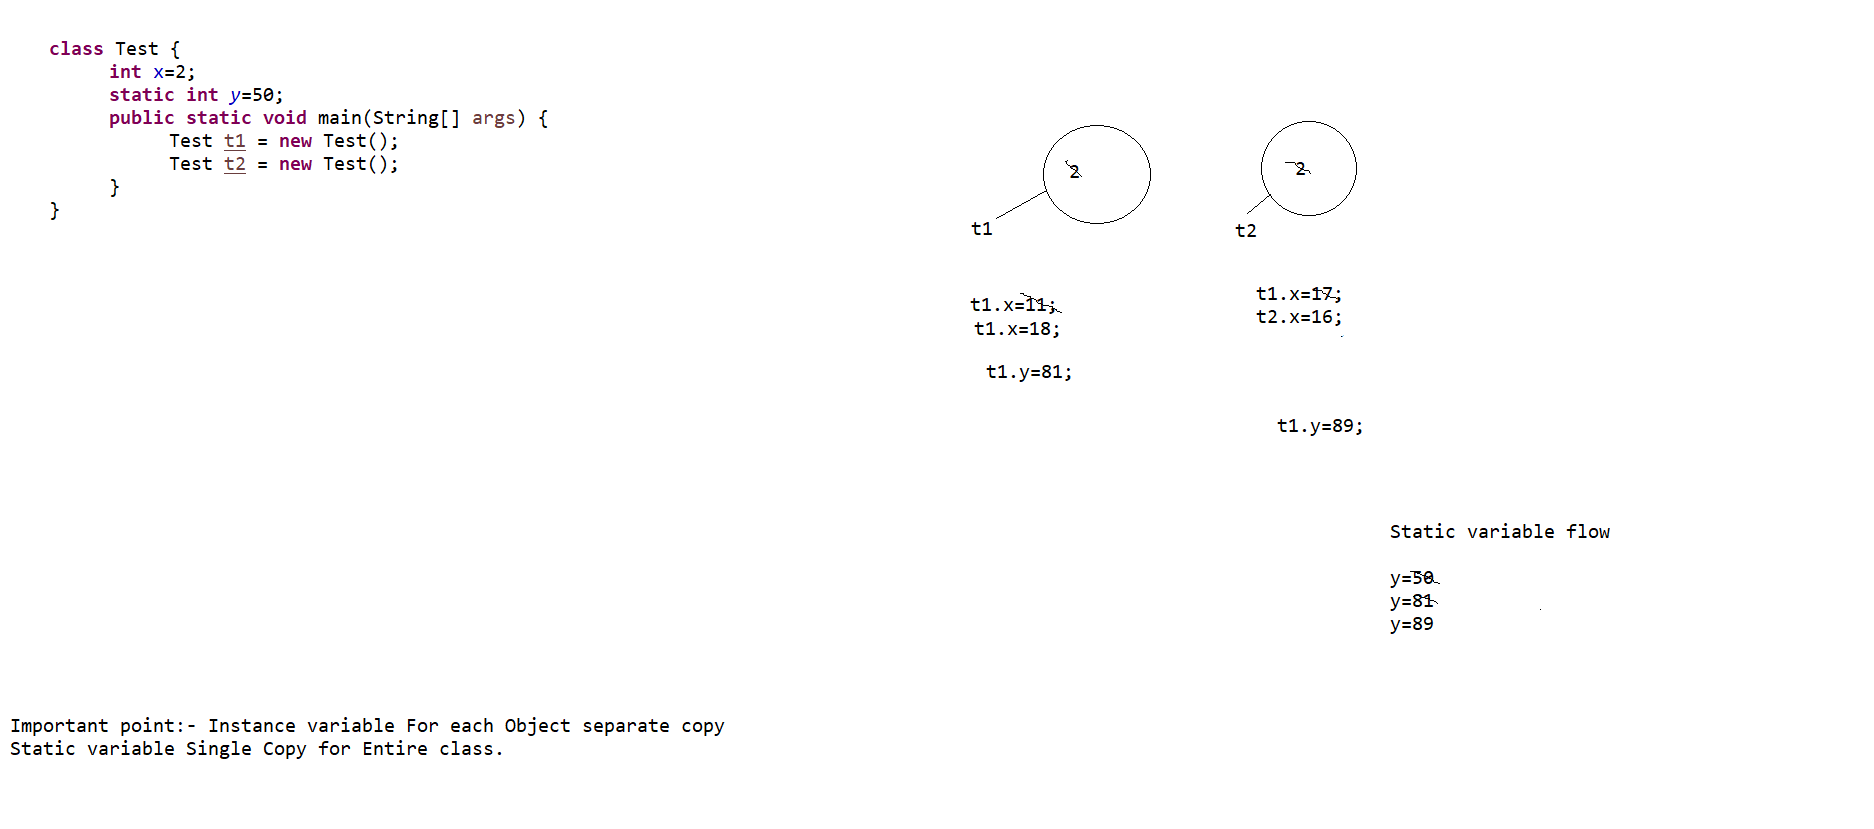 class Test {
int x=2;
static int y=50;
public static void main(String[] args) {
Test t1 = new Test();
Test t2 = new Test();
}
}
2
2
t1
t2
t1.x=11;
t1.x=18;
t1.y=81;
t1.x=17;
t2.x=16;
t1.y=89;
Static variable flow
y=50
y=81
y=89
Important point:- Instance variable For each Object separate copy
Static variable Single Copy for Entire class.